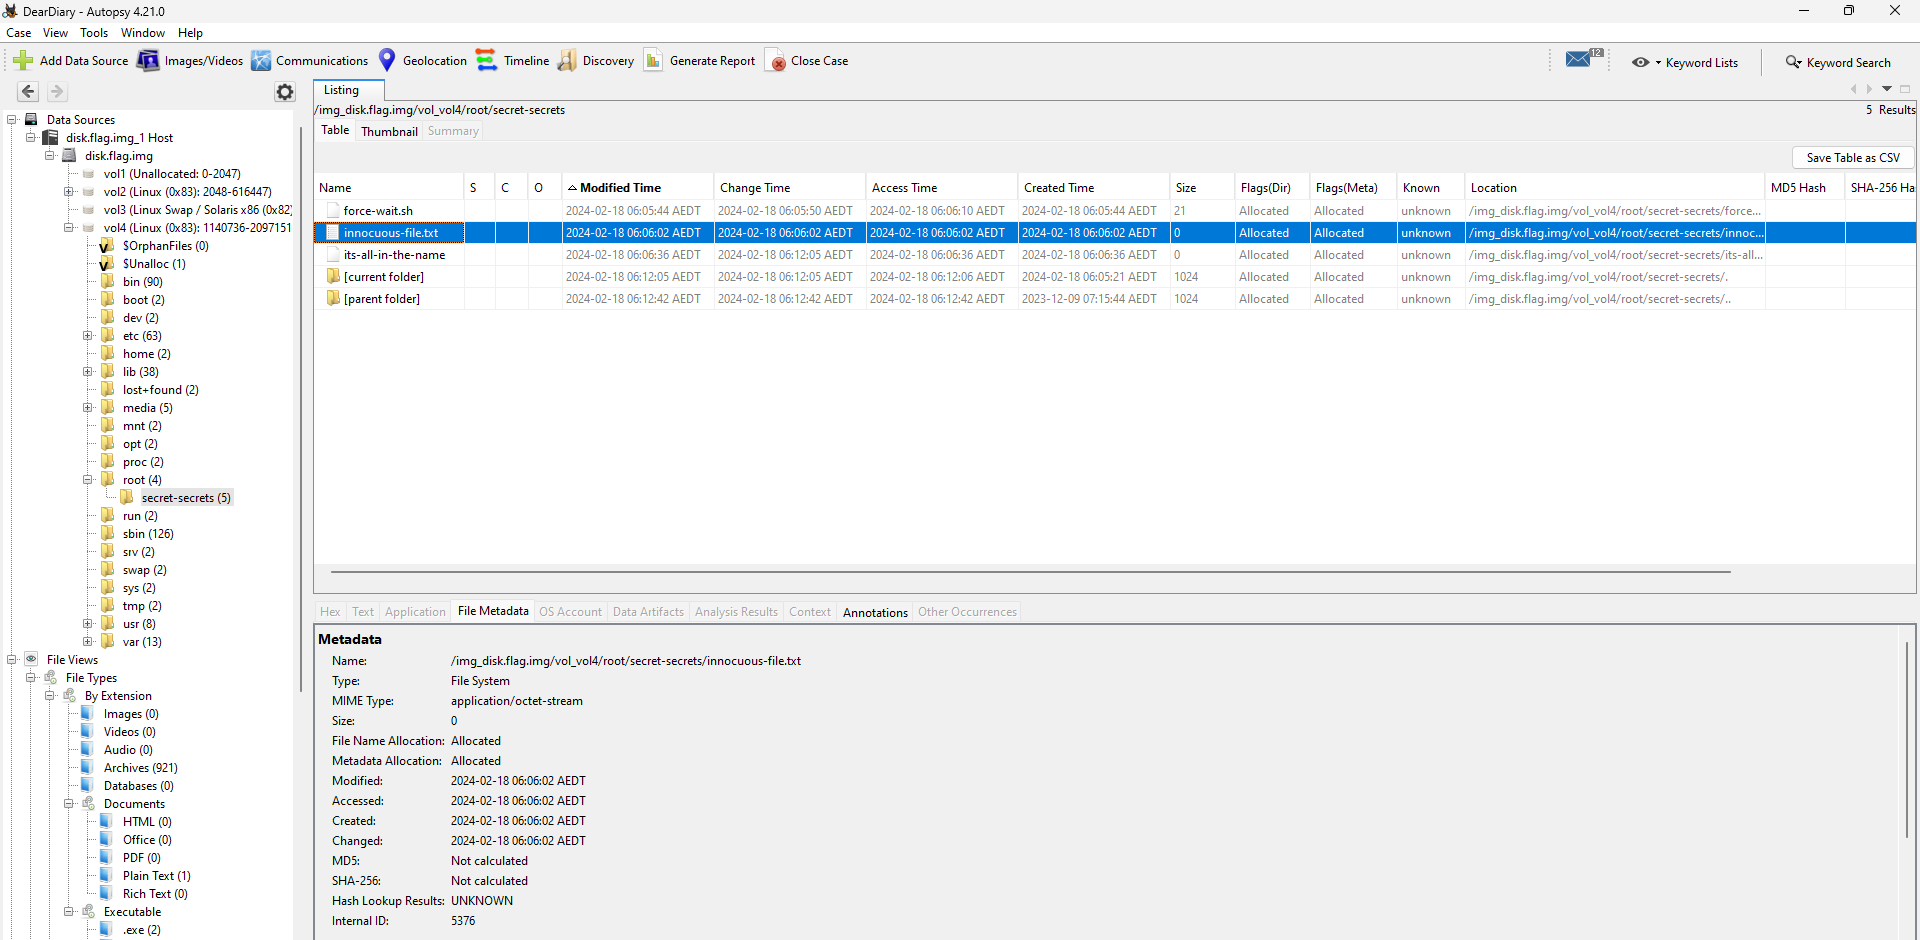 DearDiary - Autopsy 4.21.0
Case View Tools Window Help
Add Data Source Images/Videos Communications Geolocation Timeline Discovery Generate Report Close Case 12 Keyword Lists Keyword Search
Data Sources
disk.flag.img_1 Host
disk.flag.img
vol1 (Unallocated: 0-2047)
vol2 (Linux (0x83): 2048-616447)
vol3 (Linux Swap / Solaris x86 (0x82)
vol4 (Linux (0x83): 1140736-2097151
$OrphanFiles (0)
$Unalloc (1)
bin (90)
boot (2)
dev (2)
etc (63)
home (2)
lib (38)
lost+found (2)
media (5)
mnt (2)
opt (2)
proc (2)
root (4)
secret-secrets (5)
run (2)
sbin (126)
srv (2)
swap (2)
sys (2)
tmp (2)
usr (8)
var (13)
File Views
File Types
By Extension
Images (0)
Videos (0)
Audio (0)
Archives (921)
Databases (0)
Documents
HTML (0)
Office (0)
PDF (0)
Plain Text (1)
Rich Text (0)
Executable
.exe (2)
Listing
/img_disk.flag.img/vol_vol4/root/secret-secrets
5 Results
Table Thumbnail Summary
Save Table as CSV
Name S C O Modified Time Change Time Access Time Created Time Size Flags(Dir) Flags(Meta) Known Location MD5 Hash SHA-256 Ha
force-wait.sh 2024-02-18 06:05:44 AEDT 2024-02-18 06:05:50 AEDT 2024-02-18 06:06:10 AEDT 2024-02-18 06:05:44 AEDT 21 Allocated Allocated unknown /img_disk.flag.img/vol_vol4/root/secret-secrets/force...
innocuous-file.txt 2024-02-18 06:06:02 AEDT 2024-02-18 06:06:02 AEDT 2024-02-18 06:06:02 AEDT 2024-02-18 06:06:02 AEDT 0 Allocated Allocated unknown /img_disk.flag.img/vol_vol4/root/secret-secrets/innoc...
its-all-in-the-name 2024-02-18 06:06:36 AEDT 2024-02-18 06:12:05 AEDT 2024-02-18 06:06:36 AEDT 2024-02-18 06:06:36 AEDT 0 Allocated Allocated unknown /img_disk.flag.img/vol_vol4/root/secret-secrets/its-all...
[current folder] 2024-02-18 06:12:05 AEDT 2024-02-18 06:12:05 AEDT 2024-02-18 06:12:06 AEDT 2024-02-18 06:05:21 AEDT 1024 Allocated Allocated unknown /img_disk.flag.img/vol_vol4/root/secret-secrets/.
[parent folder] 2024-02-18 06:12:42 AEDT 2024-02-18 06:12:42 AEDT 2024-02-18 06:12:42 AEDT 2023-12-09 07:15:44 AEDT 1024 Allocated Allocated unknown /img_disk.flag.img/vol_vol4/root/secret-secrets/..
Hex Text Application File Metadata OS Account Data Artifacts Analysis Results Context Annotations Other Occurrences
Metadata
Name: /img_disk.flag.img/vol_vol4/root/secret-secrets/innocuous-file.txt
Type: File System
MIME Type: application/octet-stream
Size: 0
File Name Allocation: Allocated
Metadata Allocation: Allocated
Modified: 2024-02-18 06:06:02 AEDT
Accessed: 2024-02-18 06:06:02 AEDT
Created: 2024-02-18 06:06:02 AEDT
Changed: 2024-02-18 06:06:02 AEDT
MD5: Not calculated
SHA-256: Not calculated
Hash Lookup Results: UNKNOWN
Internal ID: 5376